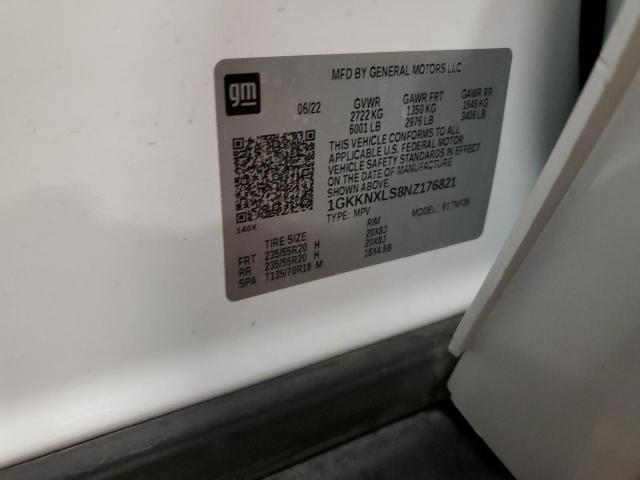 gm
MFD BY GENERAL MOTORS LLC
06/22 GVWR GAWR FRT GAWR RR
2722 KG 1350 KG 1545 KG
6001 LB 2976 LB 3406 LB
THIS VEHICLE CONFORMS TO ALL
APPLICABLE U.S. FEDERAL MOTOR
VEHICLE SAFETY STANDARDS IN
EFFECT ON THE DATE OF MANUFACTURE
SHOWN ABOVE.
1GKKNXLS8NZ176821
140X
TYPE: MPV MODEL:
TIRE SIZE RIM
FRT 235/55R20 H 20X8J
RR 235/55R20 H 20X8J
SPA T135/70R18 M 18X4.5B